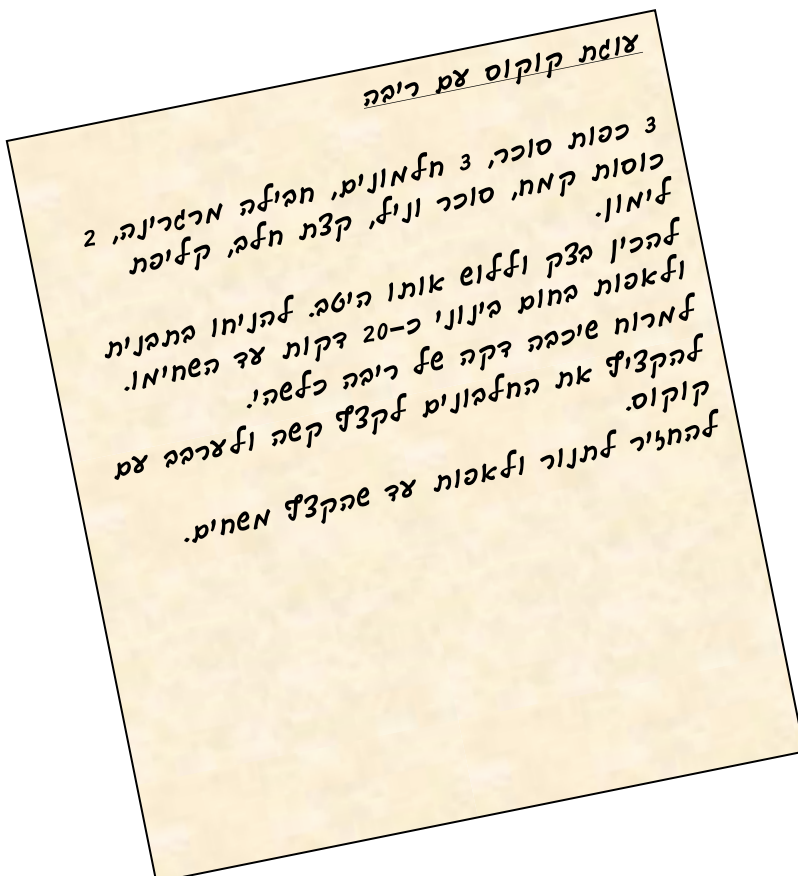 עוגת קוקוס עם ריבה
3 כפות סוכר, 3 חלמונים, חבילה מרגרינה, 2
כוסות קמח, סוכר וניל, קצת חלב, קליפת
לימון.
להכין בצק וללוש אותו היטב. להניחו בתבנית
ולאפות בחום בינוני כ-20 דקות עד השחימו.
למרוח שיכבה דקה של ריבה כלשהי.
להקציף את החלבונים לקצף קשה ולערבב עם
קוקוס.
להחזיר לתנור ולאפות עד שהקצף משחים.